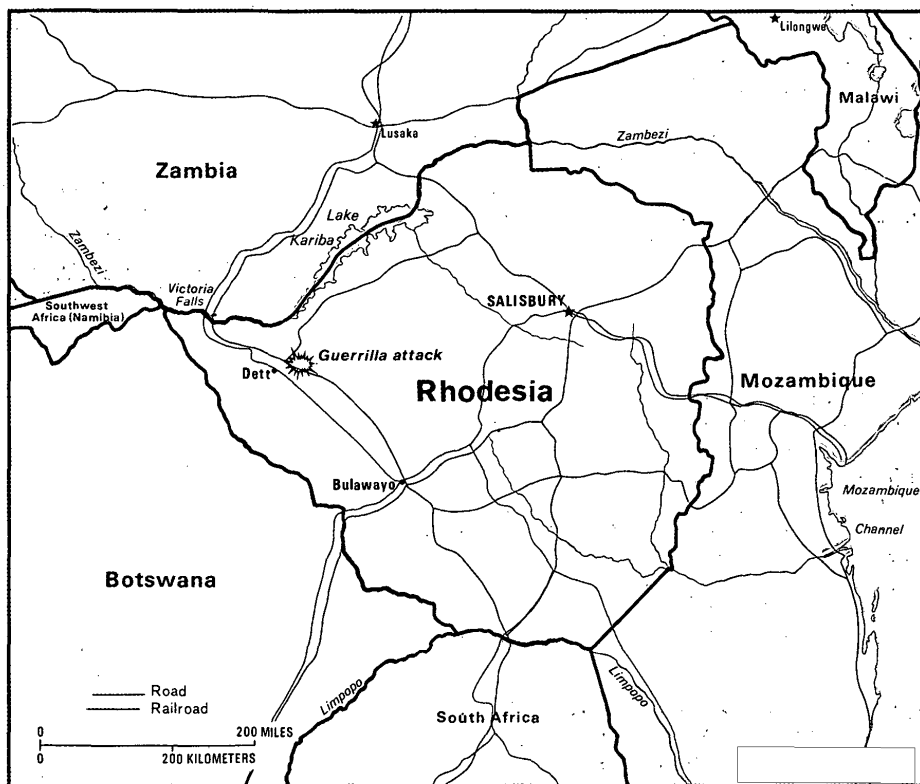 Lilongwe
Malawi
Lusaka
Zambezi
Zambia
Lake
Kariba
Zambezi
Victoria
Falls
Southwest
Africa (Namibia)
SALISBURY
Guerrilla attack
Dett
Rhodesia
Mozambique
Bulawayo
Mozambique
Channel
Botswana
Road
Railroad
Limpopo
Limpopo
South Africa
0 200 MILES
0 200 KILOMETERS